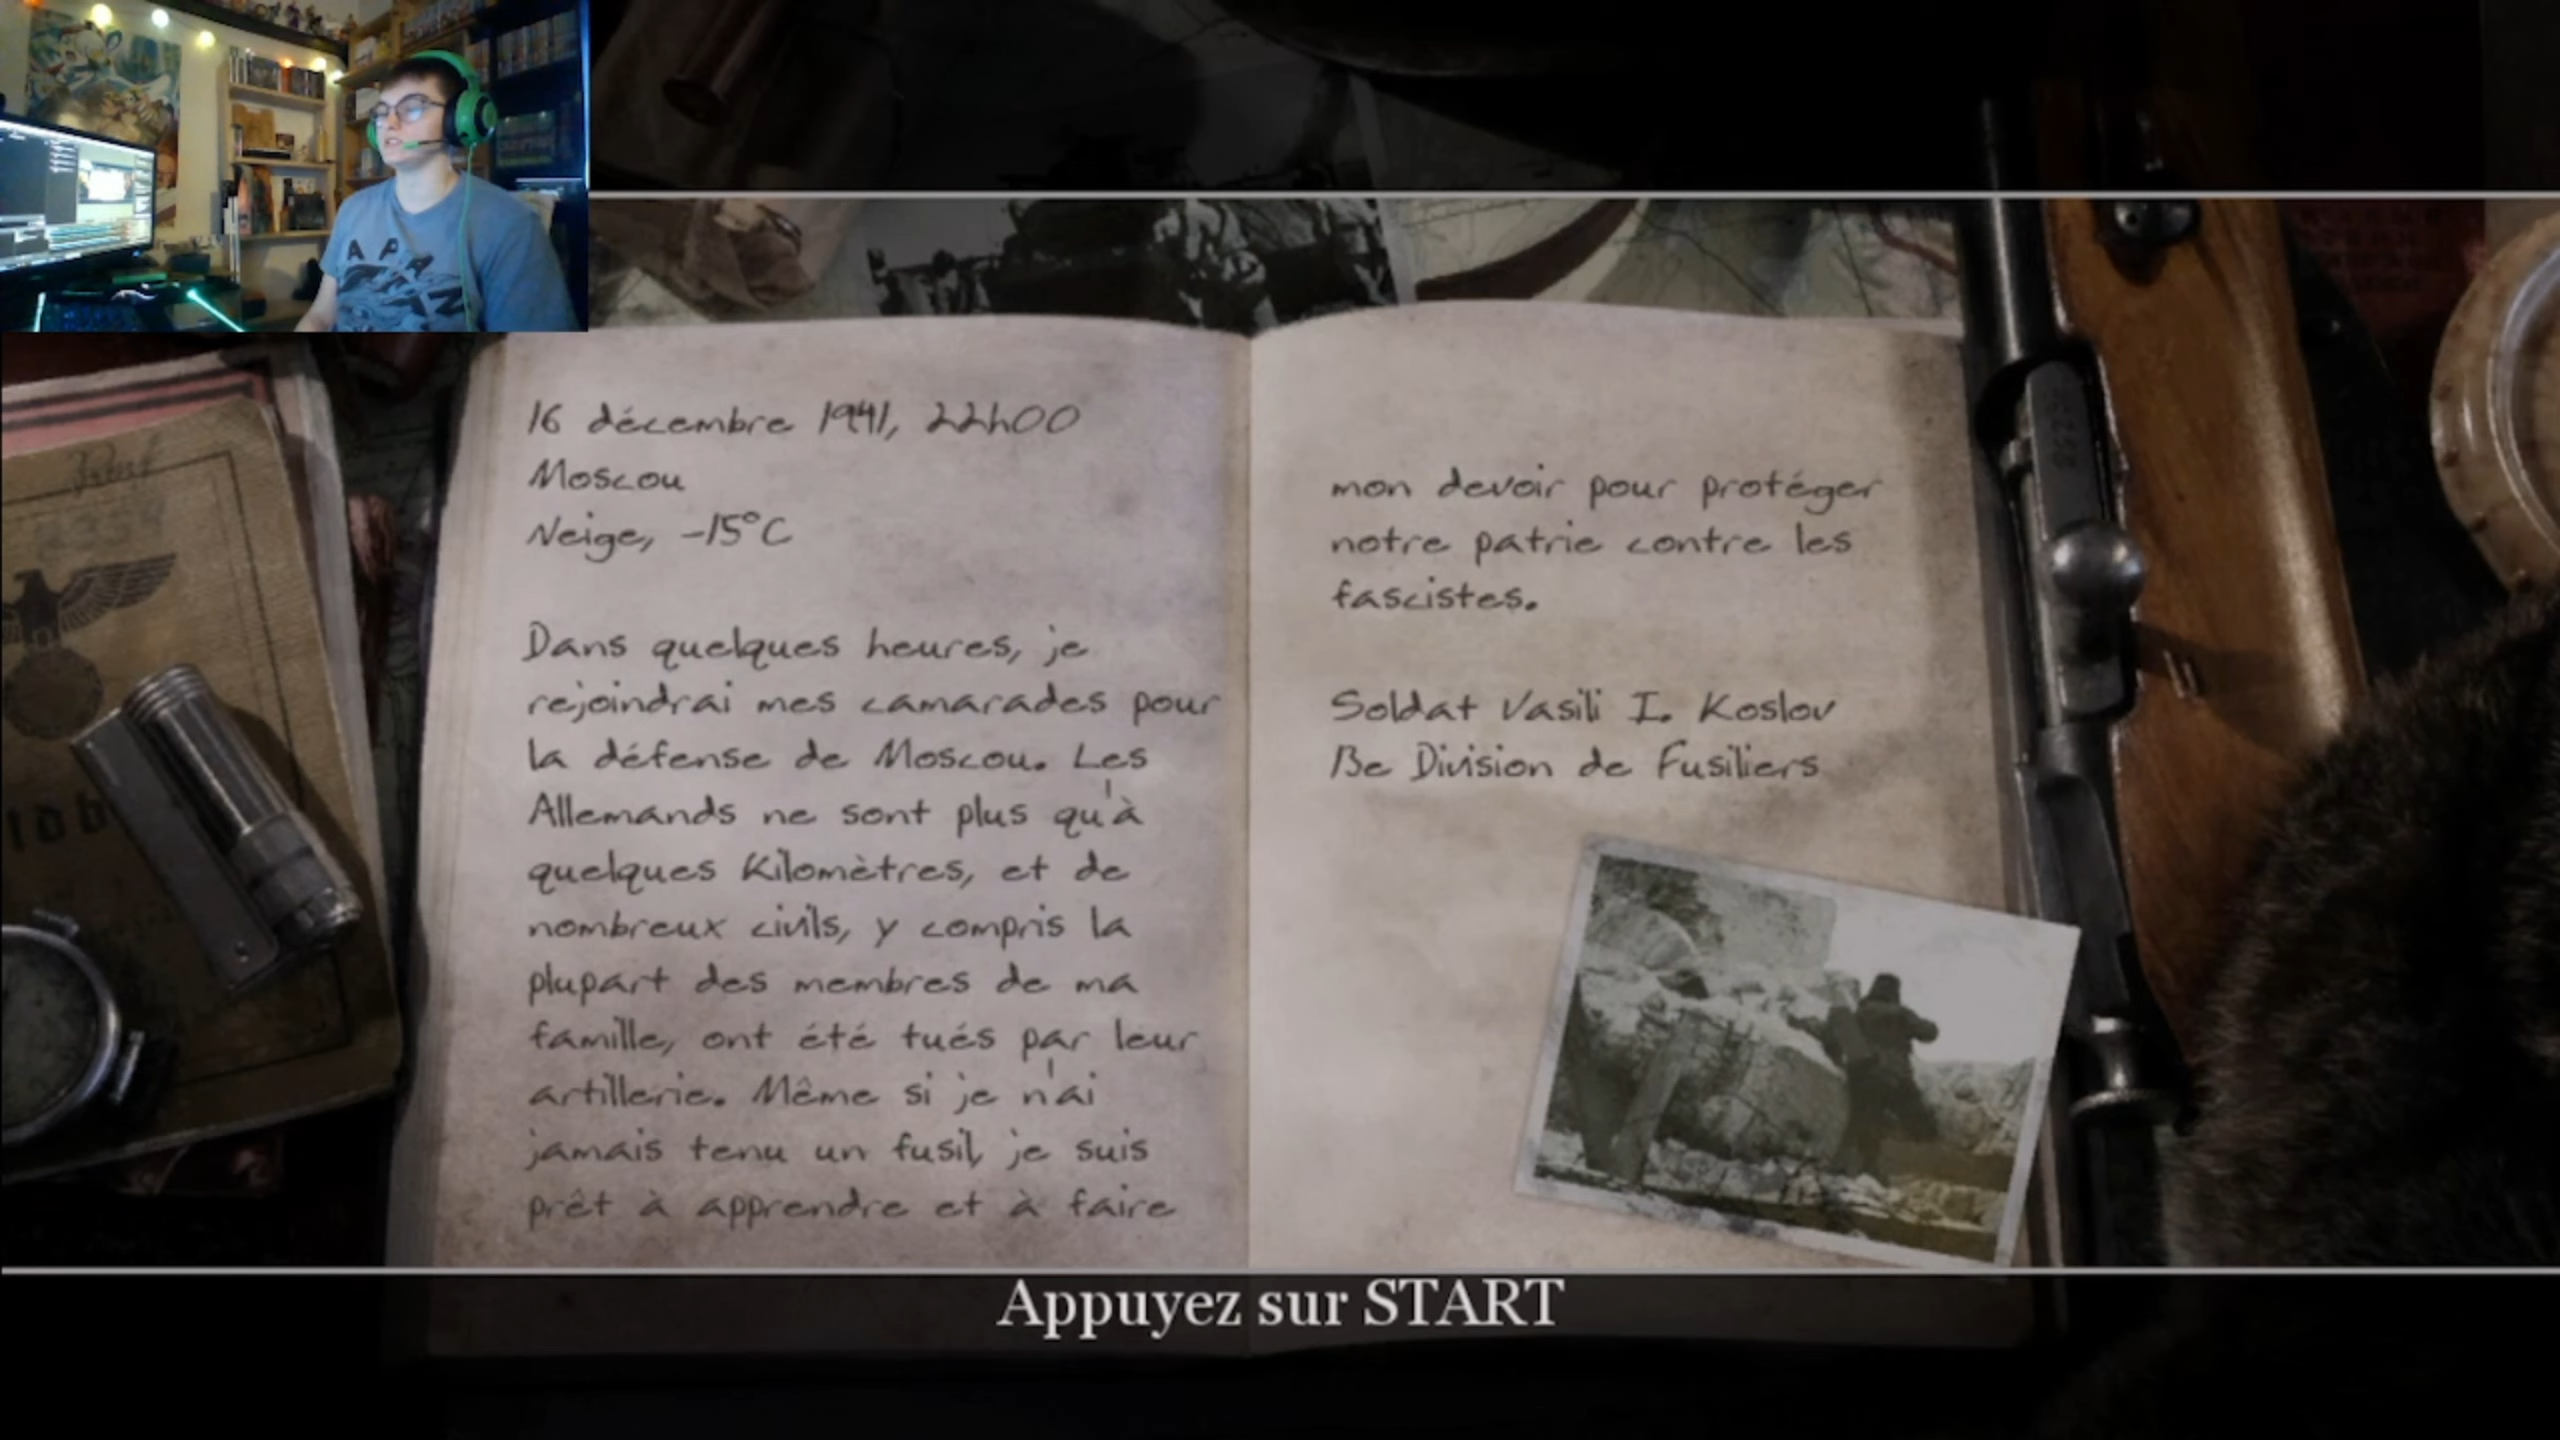 16 décembre 1941, 22h00
Moscou
Neige, -15°C
Dans quelques heures, je
rejoindrai mes camarades pour
la défense de Moscou. Les
Allemands ne sont plus qu'à
quelques kilomètres, et de
nombreux civils, y compris la
plupart des membres de ma
famille, ont été tués par leur
artillerie. Même si je n'ai
jamais tenu un fusil, je suis
prêt à apprendre et à faire
mon devoir pour protéger
notre patrie contre les
fascistes.
Soldat Vasili I. Koslov
13e Division de Fusiliers
Appuyez sur START